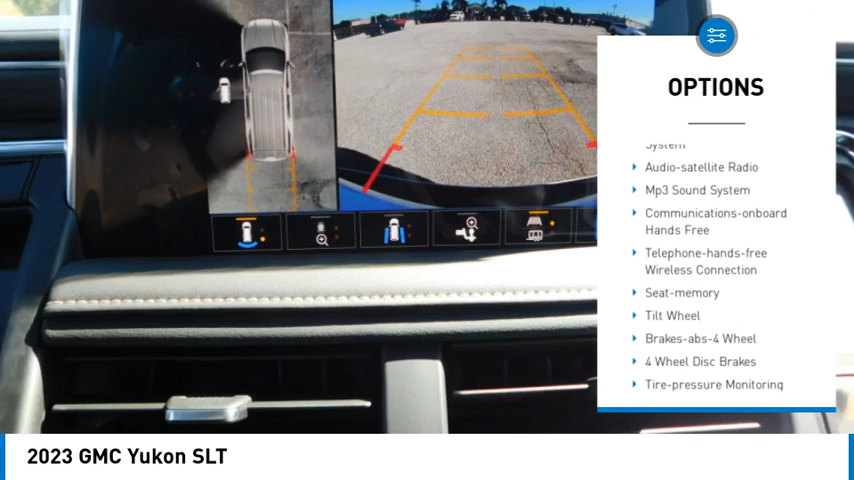 OPTIONS
System
Audio-satellite Radio
Mp3 Sound System
Communications-onboard
Hands Free
Telephone-hands-free
Wireless Connection
Seat-memory
Tilt Wheel
Brakes-abs-4 Wheel
4 Wheel Disc Brakes
Tire-pressure Monitoring
2023 GMC Yukon SLT